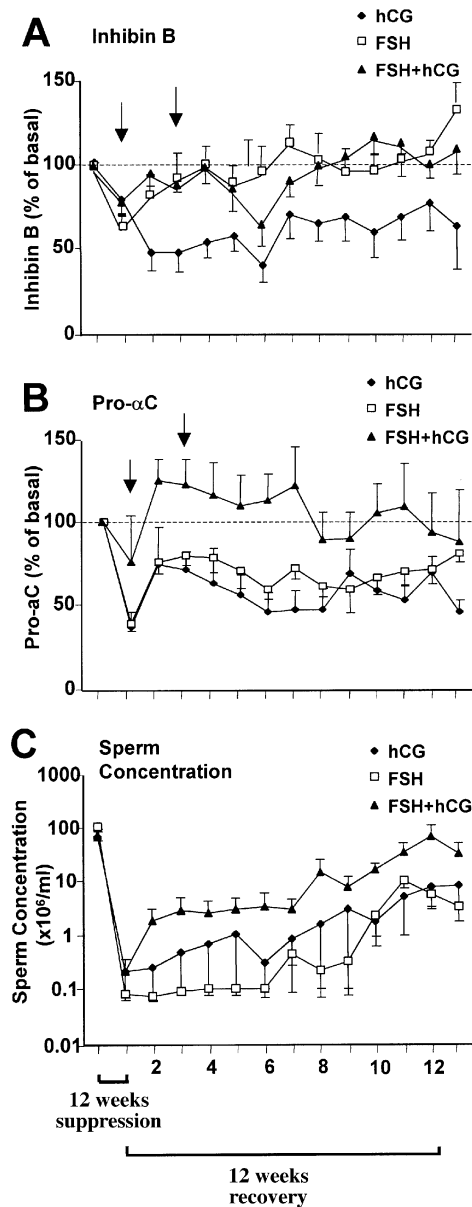 A
Inhibin B
hCG
FSH
FSH+hCG
Inhibin B (% of basal)
150
100
50
0
B
Pro-αC
hCG
FSH
FSH+hCG
Pro-aC (% of basal)
150
100
50
0
C
Sperm
Concentration
hCG
FSH
FSH+hCG
Sperm Concentration
(x10⁶/ml)
1000
100
10
1
0.1
0.01
2 4 6 8 10 12
12 weeks
suppression
12 weeks
recovery